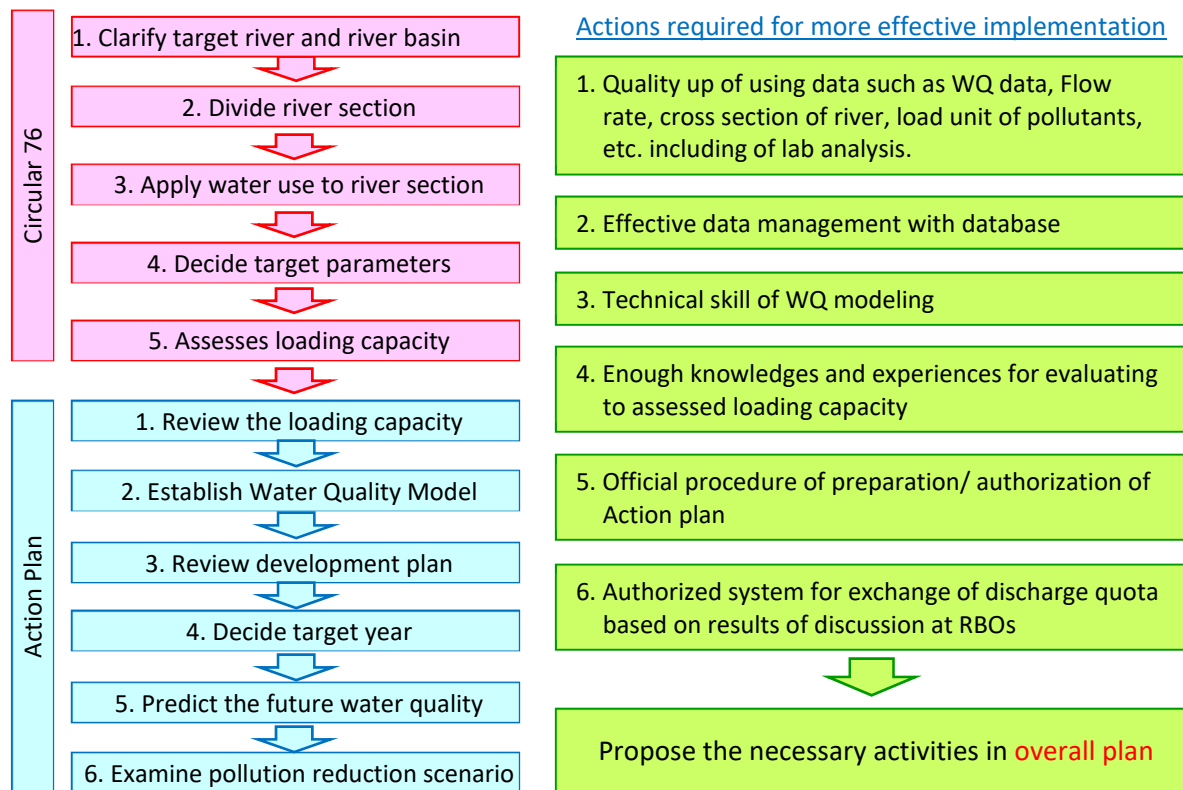 Circular 76
1. Clarify target river and river basin
2. Divide river section
3. Apply water use to river section
4. Decide target parameters
5. Assesses loading capacity
Action Plan
1. Review the loading capacity
2. Establish Water Quality Model
3. Review development plan
4. Decide target year
5. Predict the future water quality
6. Examine pollution reduction scenario
Actions required for more effective implementation
1. Quality up of using data such as WQ data, Flow
rate, cross section of river, load unit of pollutants,
etc. including of lab analysis.
2. Effective data management with database
3. Technical skill of WQ modeling
4. Enough knowledges and experiences for evaluating
to assessed loading capacity
5. Official procedure of preparation/ authorization of
Action plan
6. Authorized system for exchange of discharge quota
based on results of discussion at RBOs
Propose the necessary activities in overall plan